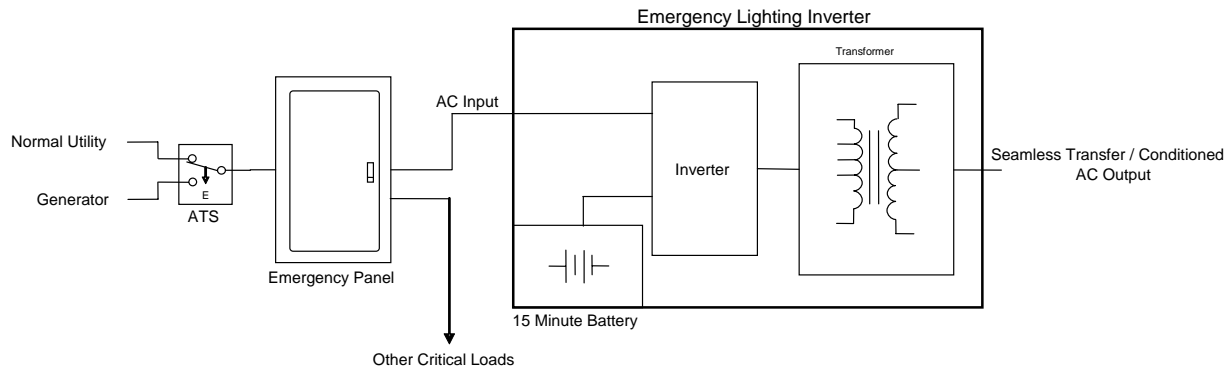 Emergency Lighting Inverter
Transformer
AC Input
Normal Utility
Inverter
Seamless Transfer / Conditioned
AC Output
Generator
E
ATS
Emergency Panel
15 Minute Battery
Other Critical Loads